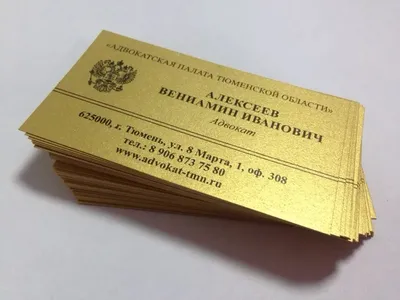 «АДВОКАТСКАЯ ПАЛАТА ТЮМЕНСКОЙ ОБЛАСТИ»
АЛЕКСЕЕВ
ВЕНИАМИН ИВАНОВИЧ
Адвокат
625000, г. Тюмень, ул. 8 Марта, 1, оф. 308
тел.: 8 906 873 75 80
www.advokat-tmn.ru